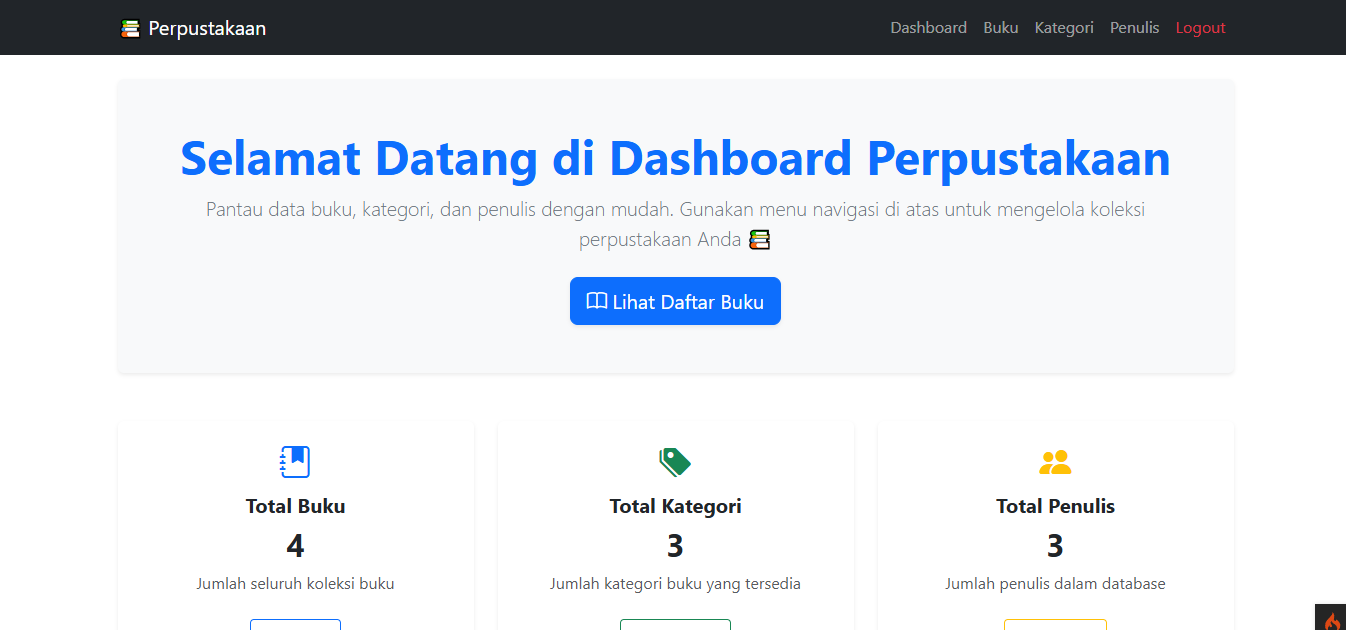 📚 Perpustakaan
Dashboard Buku Kategori Penulis Logout
Selamat Datang di Dashboard Perpustakaan
Pantau data buku, kategori, dan penulis dengan mudah. Gunakan menu navigasi di atas untuk mengelola koleksi
perpustakaan Anda 📚
Lihat Daftar Buku
Total Buku
4
Jumlah seluruh koleksi buku
Total Kategori
3
Jumlah kategori buku yang tersedia
Total Penulis
3
Jumlah penulis dalam database